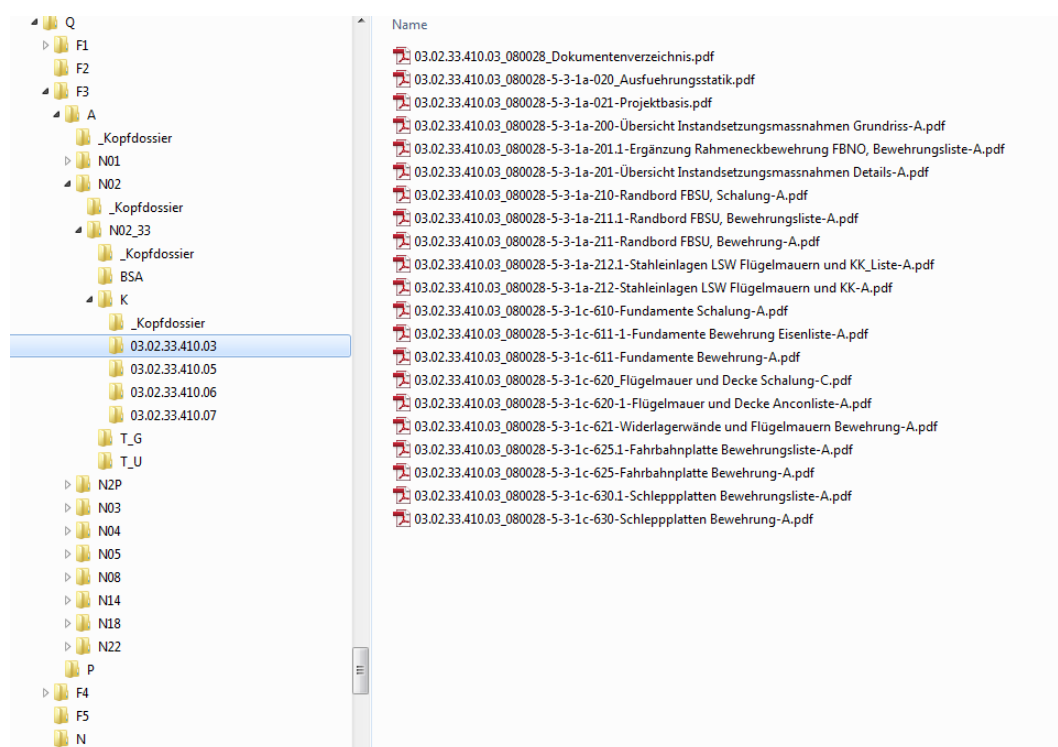 Q
F1
F2
F3
A
_Kopfdossier
N01
N02
_Kopfdossier
N02_33
_Kopfdossier
BSA
K
_Kopfdossier
03.02.33.410.03
03.02.33.410.05
03.02.33.410.06
03.02.33.410.07
T_G
T_U
N2P
N03
N04
N05
N08
N14
N18
N22
P
F4
F5
N
Name
03.02.33.410.03_080028_Dokumentenverzeichnis.pdf
03.02.33.410.03_080028-5-3-1a-020_Ausfuehrungsstatik.pdf
03.02.33.410.03_080028-5-3-1a-021-Projektbasis.pdf
03.02.33.410.03_080028-5-3-1a-200-Übersicht Instandsetzungsmassnahmen Grundriss-A.pdf
03.02.33.410.03_080028-5-3-1a-201.1-Ergänzung Rahmeneckbewehrung FBNO, Bewehrungsliste-A.pdf
03.02.33.410.03_080028-5-3-1a-201-Übersicht Instandsetzungsmassnahmen Details-A.pdf
03.02.33.410.03_080028-5-3-1a-210-Randbord FBSU, Schalung-A.pdf
03.02.33.410.03_080028-5-3-1a-211.1-Randbord FBSU, Bewehrungsliste-A.pdf
03.02.33.410.03_080028-5-3-1a-211-Randbord FBSU, Bewehrung-A.pdf
03.02.33.410.03_080028-5-3-1a-212.1-Stahleinlagen LSW Flügelmauern und KK_Liste-A.pdf
03.02.33.410.03_080028-5-3-1a-212-Stahleinlagen LSW Flügelmauern und KK-A.pdf
03.02.33.410.03_080028-5-3-1c-610-Fundamente Schalung-A.pdf
03.02.33.410.03_080028-5-3-1c-611-1-Fundamente Bewehrung Eisenliste-A.pdf
03.02.33.410.03_080028-5-3-1c-611-Fundamente Bewehrung-A.pdf
03.02.33.410.03_080028-5-3-1c-620_Flügelmauer und Decke Schalung-C.pdf
03.02.33.410.03_080028-5-3-1c-620-1-Flügelmauer und Decke Anconliste-A.pdf
03.02.33.410.03_080028-5-3-1c-621-Widerlagerwände und Flügelmauern Bewehrung-A.pdf
03.02.33.410.03_080028-5-3-1c-625.1-Fahrbahnplatte Bewehrungsliste-A.pdf
03.02.33.410.03_080028-5-3-1c-625-Fahrbahnplatte Bewehrung-A.pdf
03.02.33.410.03_080028-5-3-1c-630.1-Schleppplatten Bewehrungsliste-A.pdf
03.02.33.410.03_080028-5-3-1c-630-Schleppplatten Bewehrung-A.pdf